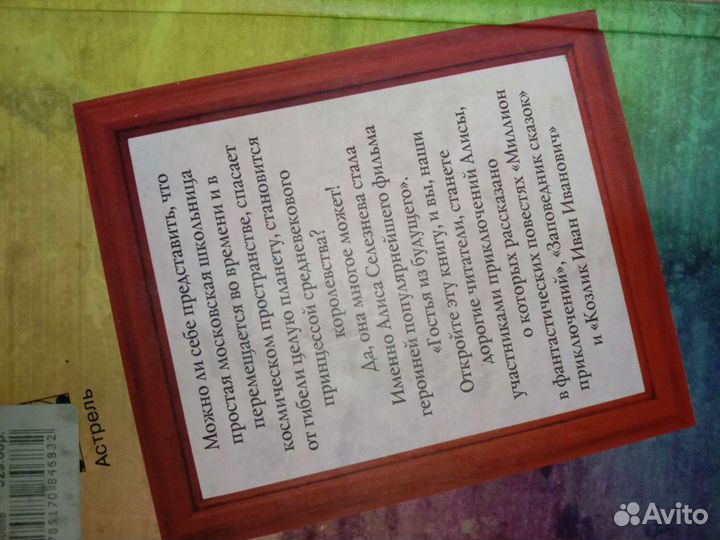 Можно ли себе представить, что
простая московская школьница
перемещается во времени и в
космическом пространстве, спасает
от гибели целую планету, становится
принцессой средневекового
королевства?
Да, она многое может!
Именно Алиса Селезнева стала
героиней популярнейшего фильма
«Гостья из будущего».
Откройте эту книгу, и вы, наши
дорогие читатели, станете
участниками приключений Алисы,
о которых рассказано
в фантастических повестях «Миллион
приключений», «Заповедник сказок»
и «Козлик Иван Иванович»
Астрель
785170845832
Avito